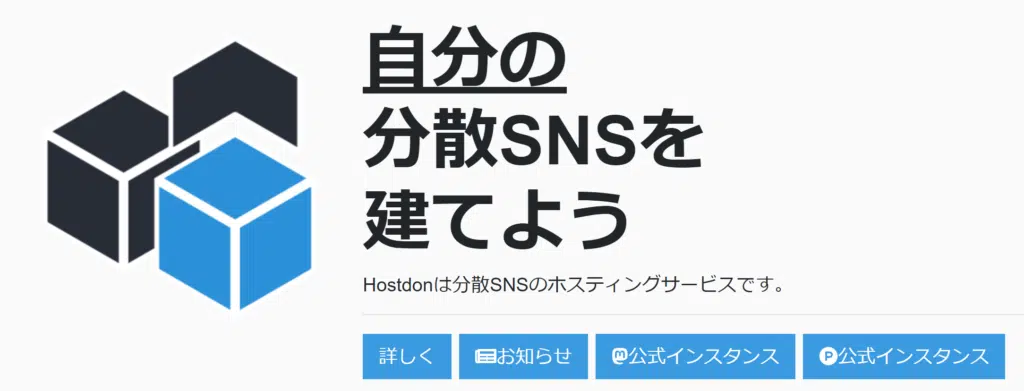 自分の
分散SNSを
建てよう
Hostdonは分散SNSのホスティングサービスです。
詳しく
お知らせ
公式インスタンス
公式インスタンス